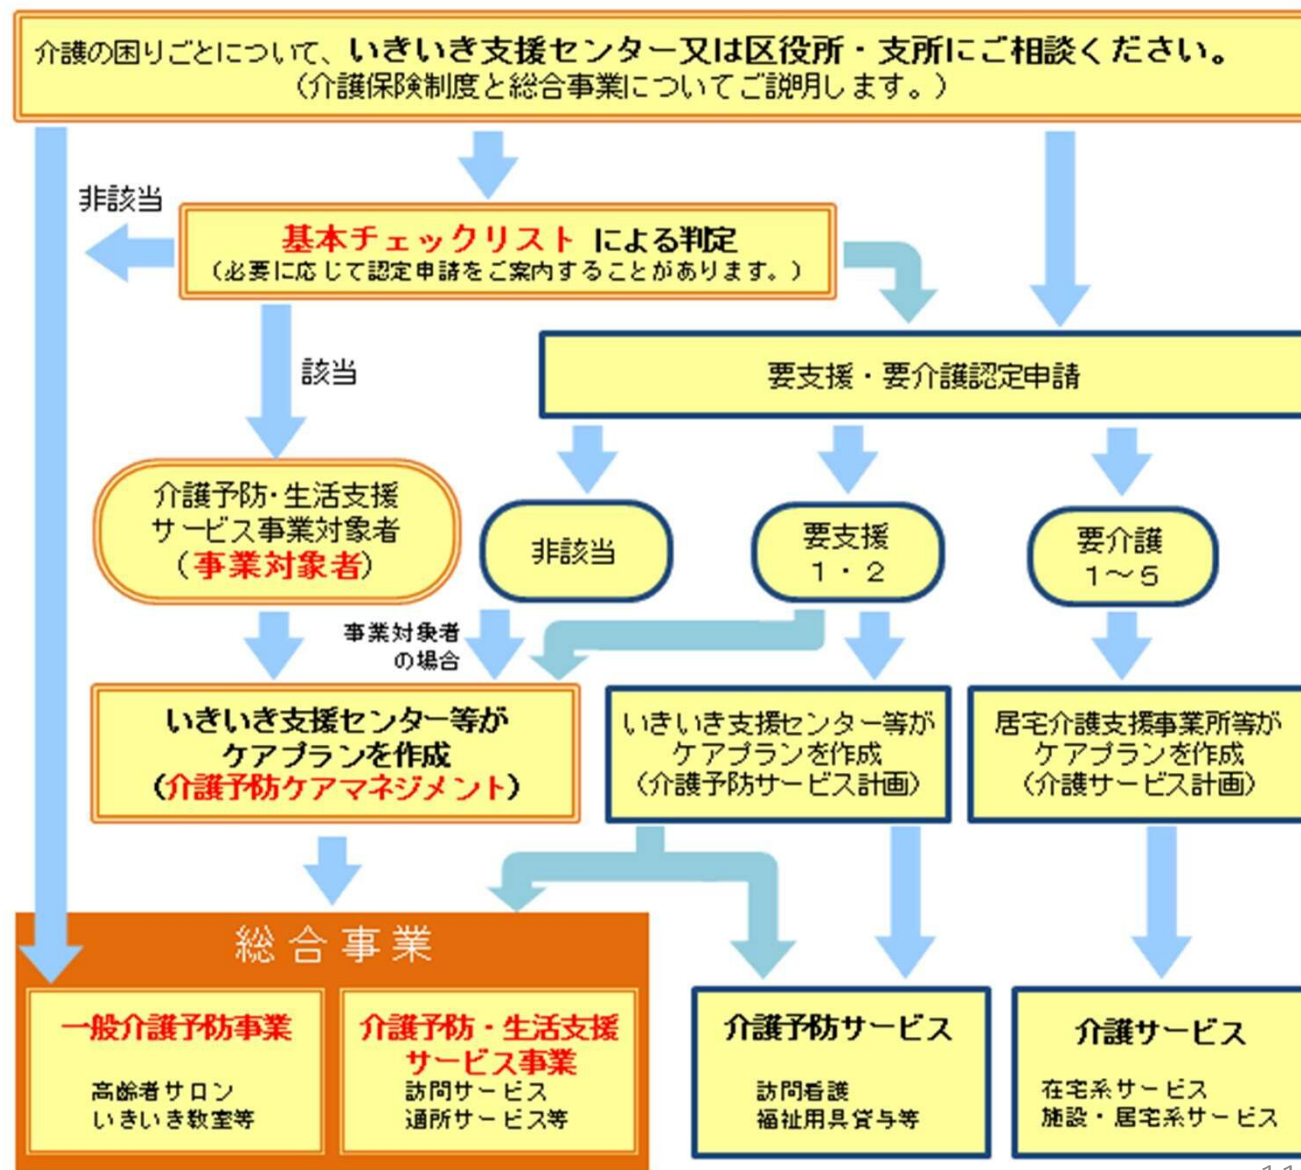 介護の困りごとについて、いきいき支援センター又は区役所・支所にご相談ください。
(介護保険制度と総合事業についてご説明します。)
非該当
基本チェックリスト による判定
(必要に応じて認定申請をご案内することがあります。)
該当
要支援・要介護認定申請
介護予防・生活支援
サービス事業対象者
(事業対象者)
非該当
要支援
1・2
要介護
1～5
事業対象者
の場合
いきいき支援センター等が
ケアプランを作成
(介護予防ケアマネジメント)
いきいき支援センター等が
ケアプランを作成
(介護予防サービス計画)
居宅介護支援事業所等が
ケアプランを作成
(介護サービス計画)
総合事業
一般介護予防事業
高齢者サロン
いきいき教室等
介護予防・生活支援
サービス事業
訪問サービス
通所サービス等
介護予防サービス
訪問看護
福祉用具貸与等
介護サービス
在宅系サービス
施設・居宅系サービス